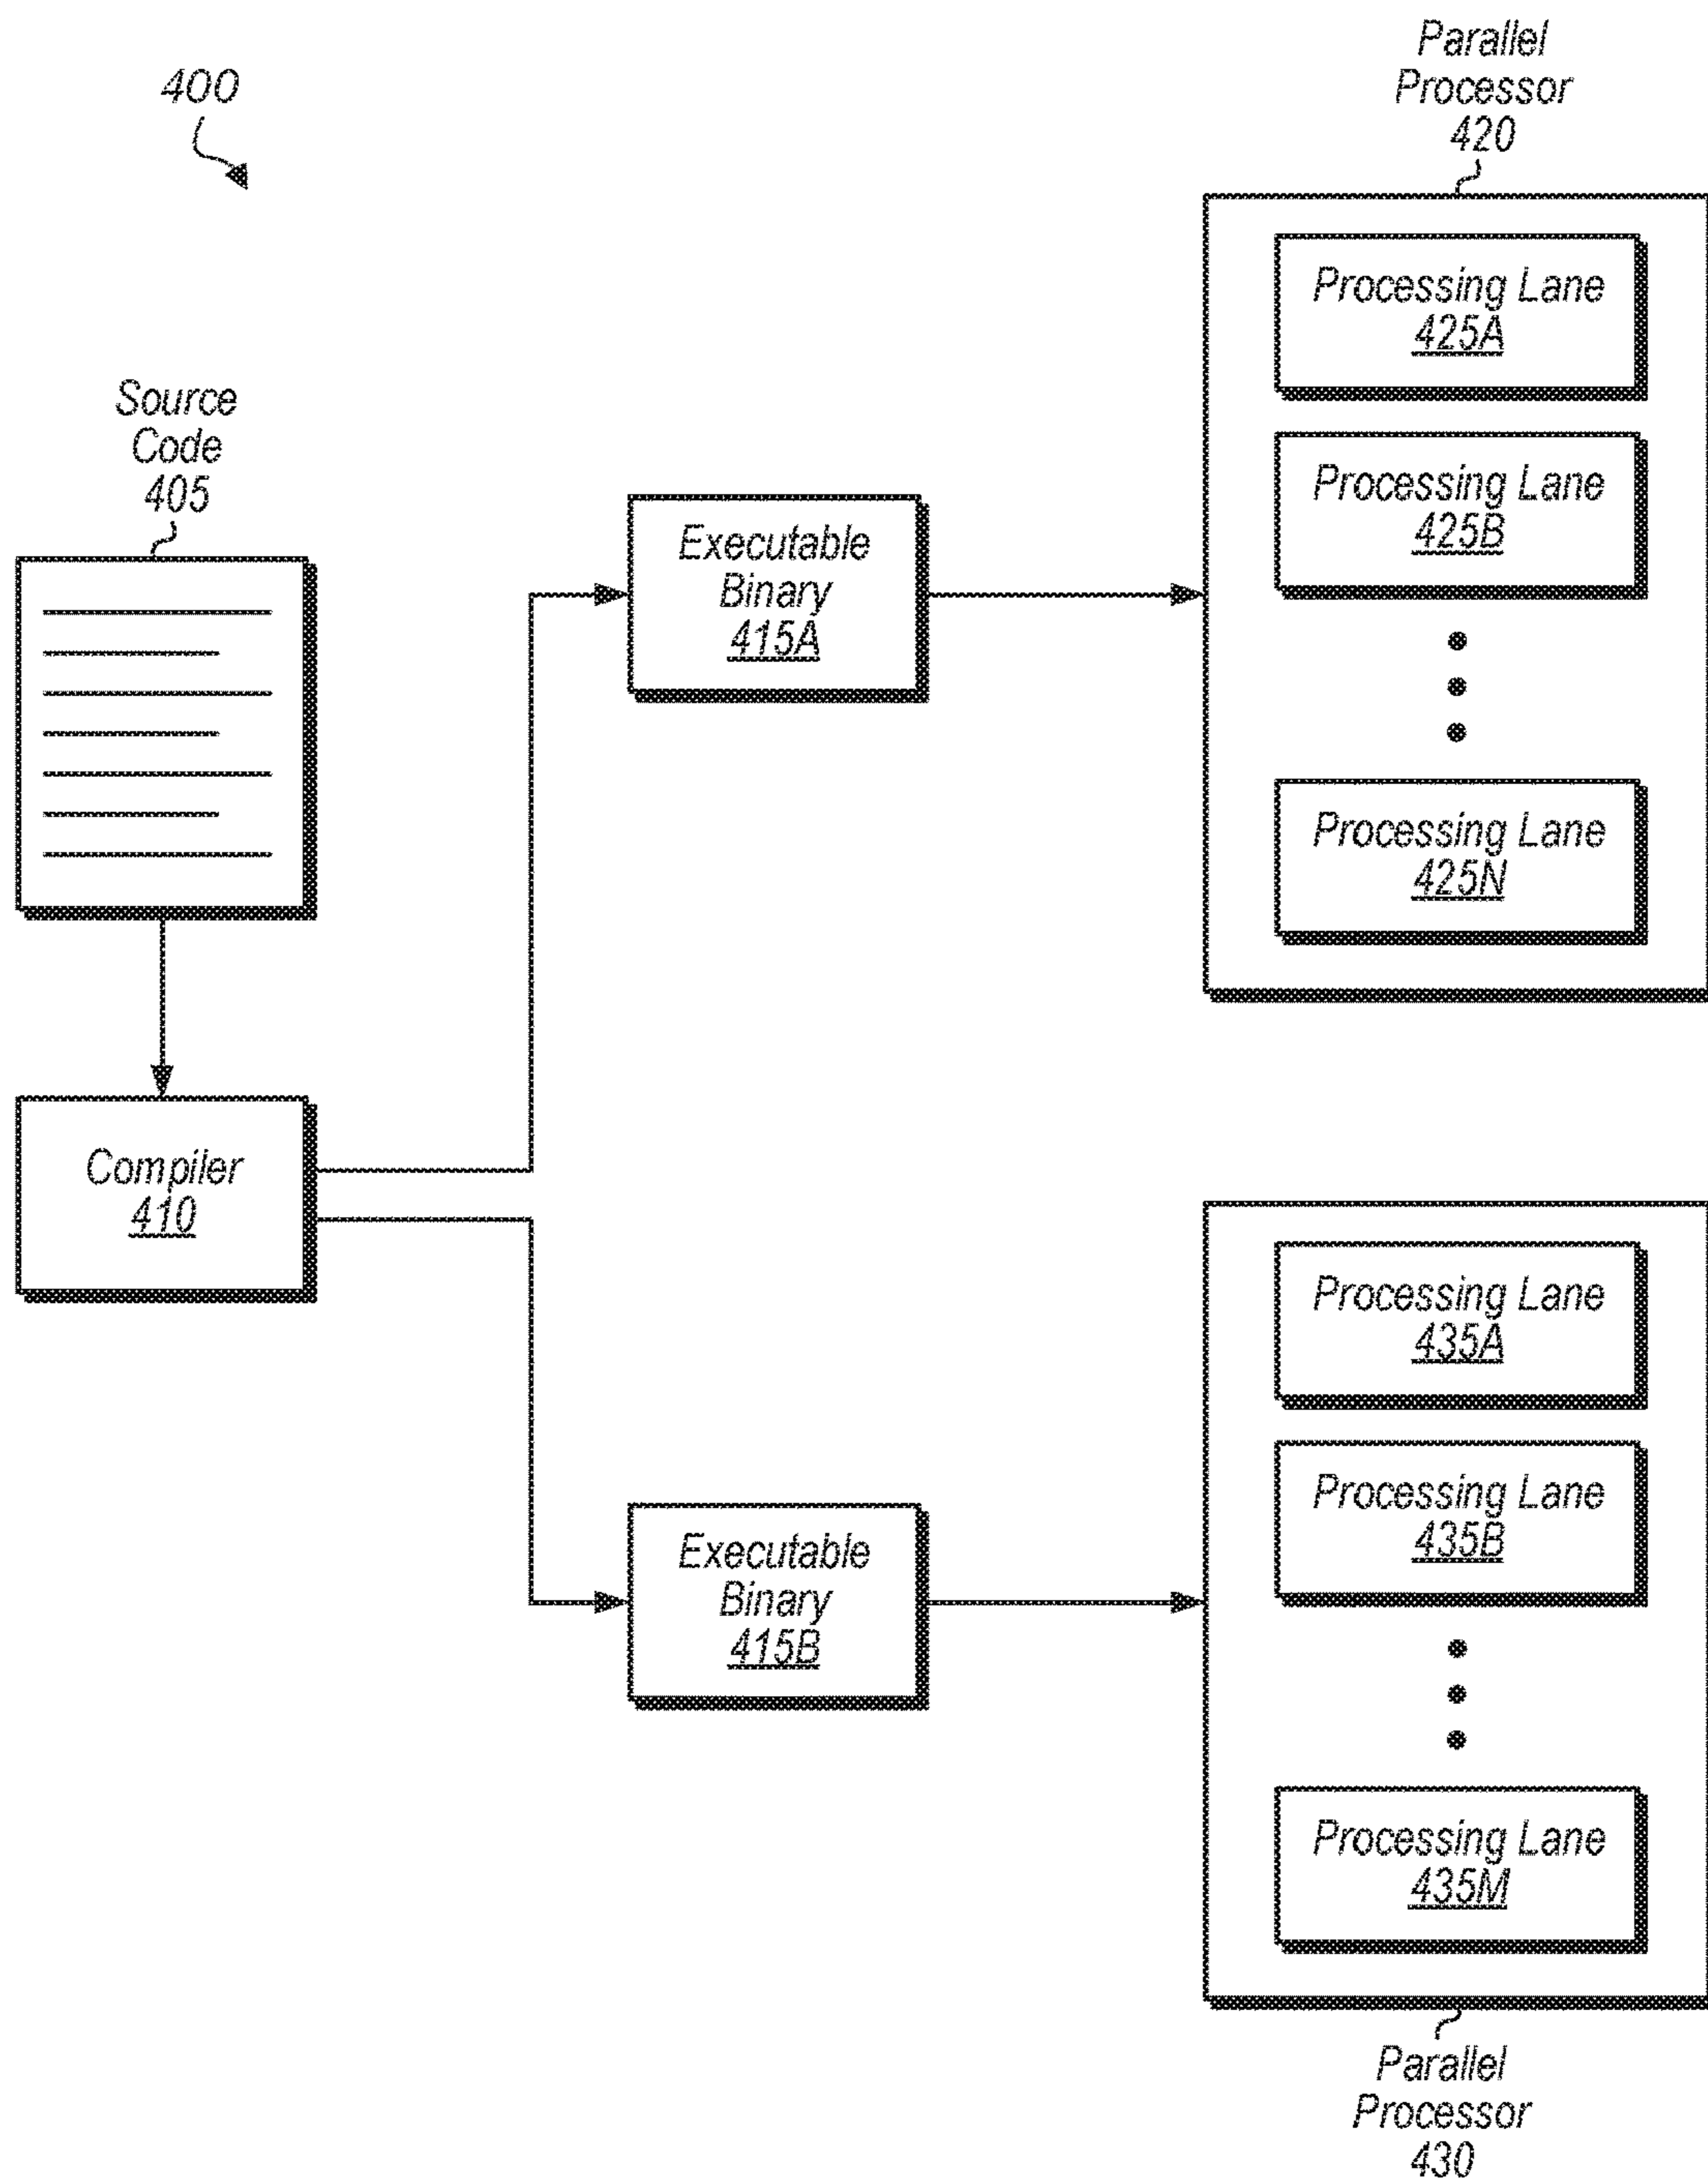 400
Parallel
Processor
420
Processing Lane
425A
Processing Lane
425B
Processing Lane
425N
Source
Code
405
Executable
Binary
415A
Compiler
410
Executable
Binary
415B
Processing Lane
435A
Processing Lane
435B
Processing Lane
435M
Parallel
Processor
430